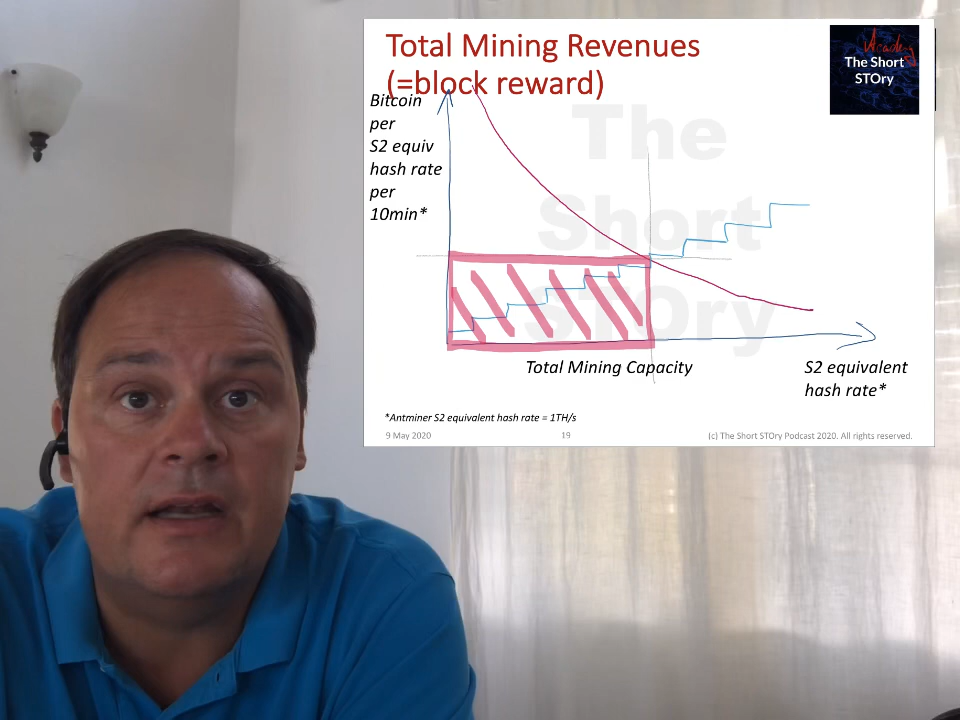 Total Mining Revenues
(=block reward)
Academy
The Short
STOry
Bitcoin
per
S2 equiv
hash rate
per
10min*
The
Short
STOry
Total Mining Capacity
S2 equivalent
hash rate*
*Antminer S2 equivalent hash rate = 1TH/s
9 May 2020
19
(c) The Short STOry Podcast 2020. All rights reserved.